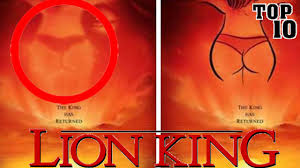 TOP
10
THE KING
HAS
RETURNED
THE KING
HAS
RETURNED
LION KING